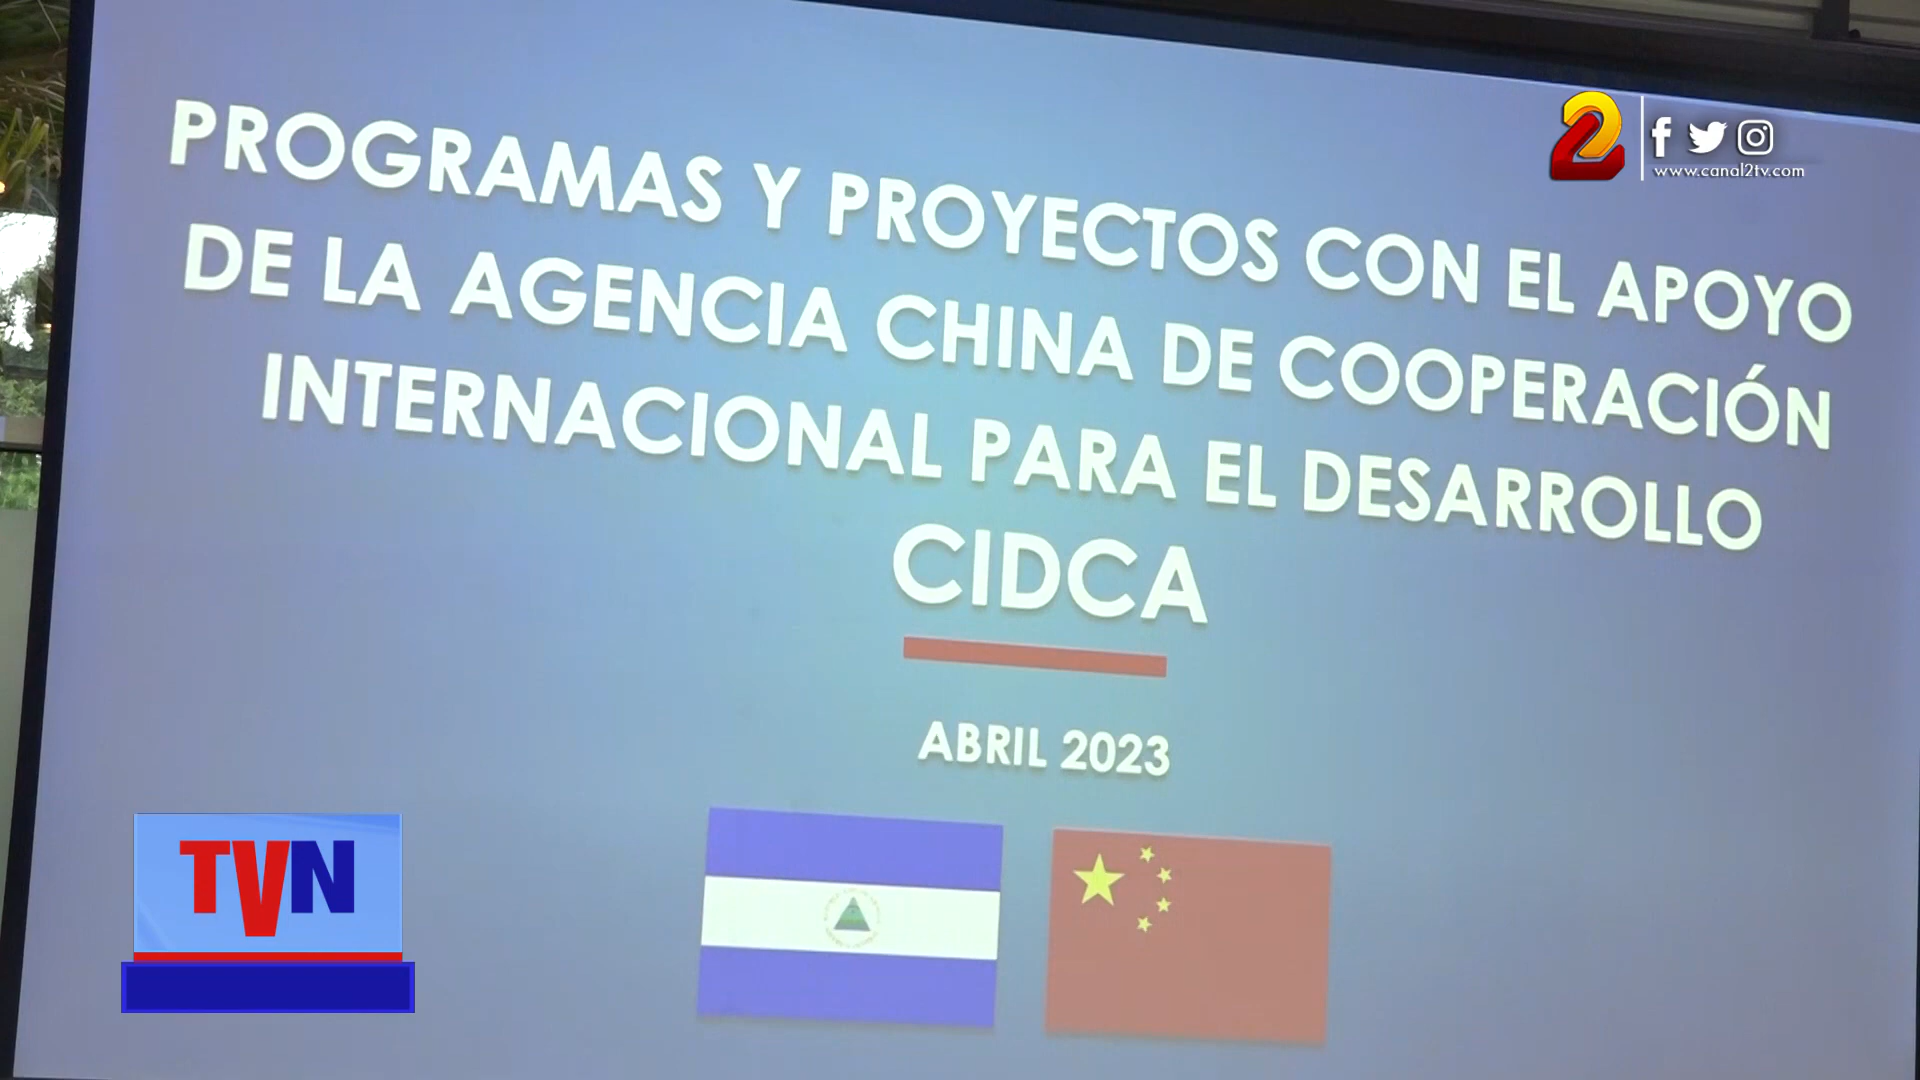 PROGRAMAS Y PROYECTOS CON EL APOYO
DE LA AGENCIA CHINA DE COOPERACIÓN
INTERNACIONAL PARA EL DESARROLLO
CIDCA
ABRIL 2023
2
www.canal2tv.com
TVN